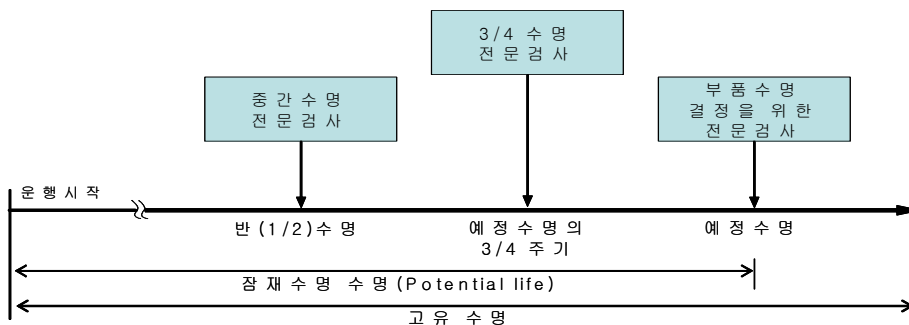 3/4 수명
전문검사
중간수명
전문검사
부품수명
결정을 위한
전문검사
운행시작
반(1/2)수명
예정수명의
3/4 주기
예정수명
잠재수명 수명(Potential life)
고유 수명